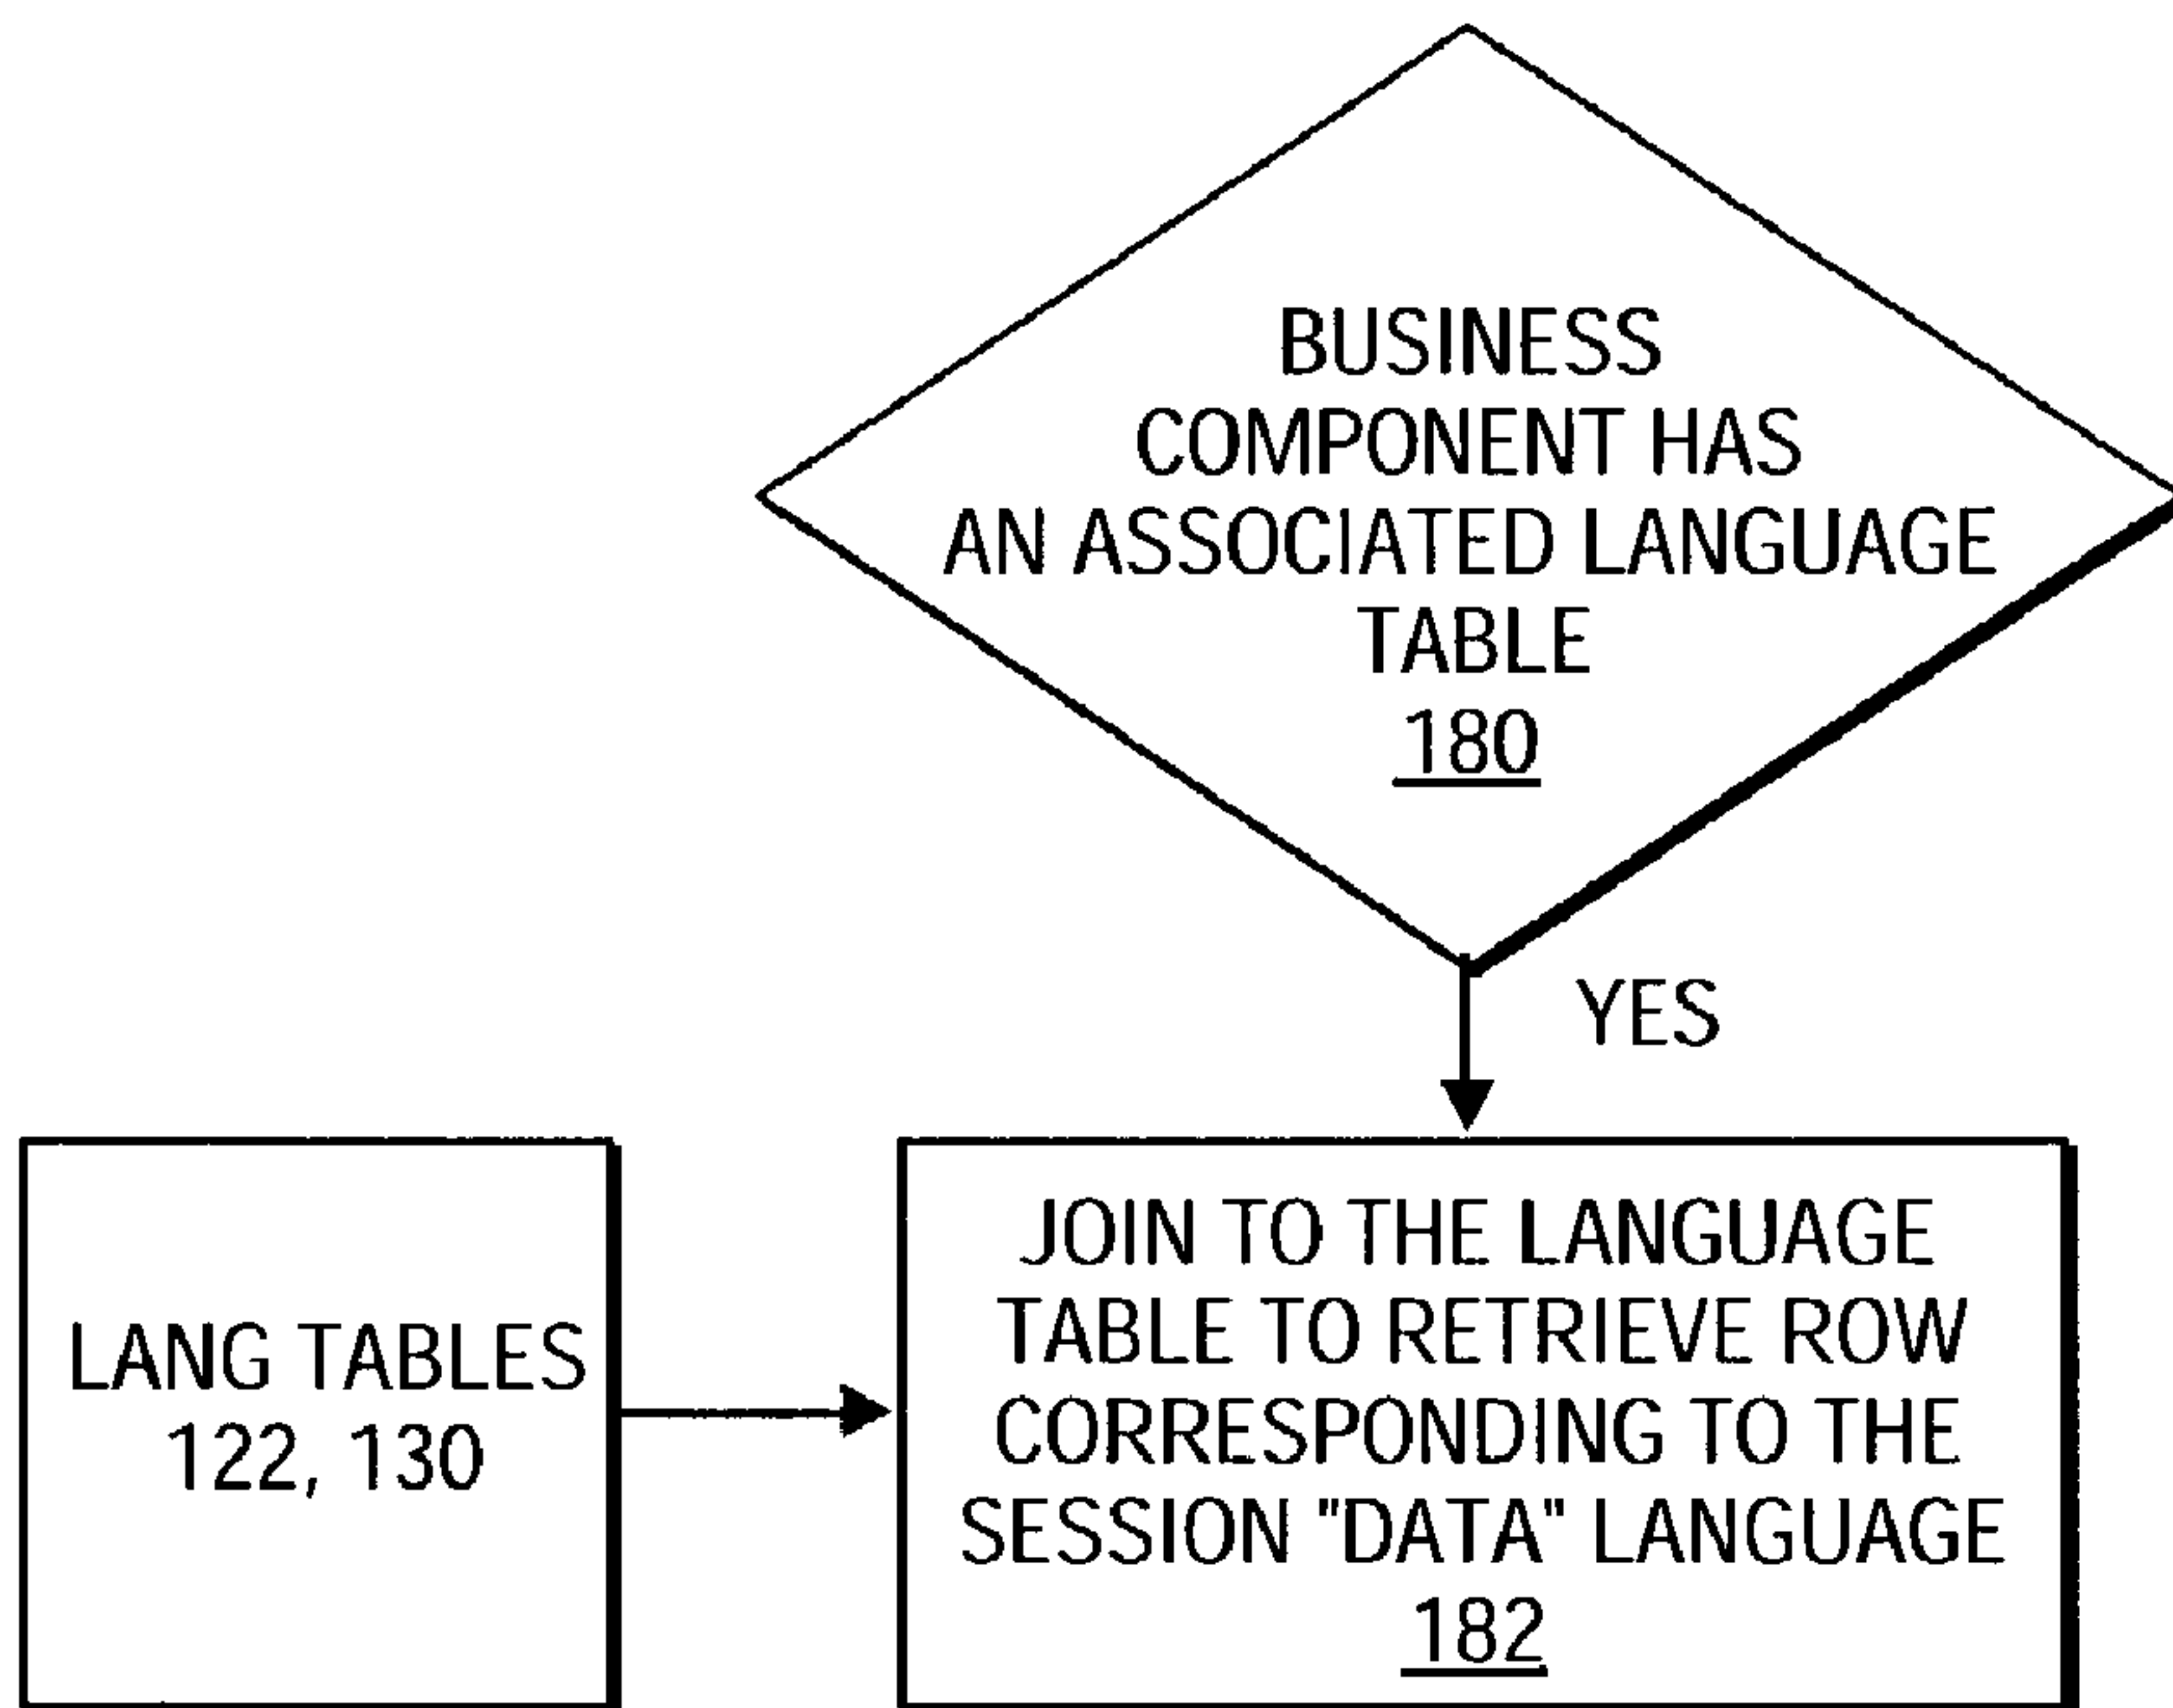 BUSINESS
COMPONENT HAS
AN ASSOCIATED LANGUAGE
TABLE
180
YES
LANG TABLES
122, 130
JOIN TO THE LANGUAGE
TABLE TO RETRIEVE ROW
CORRESPONDING TO THE
SESSION "DATA" LANGUAGE
182